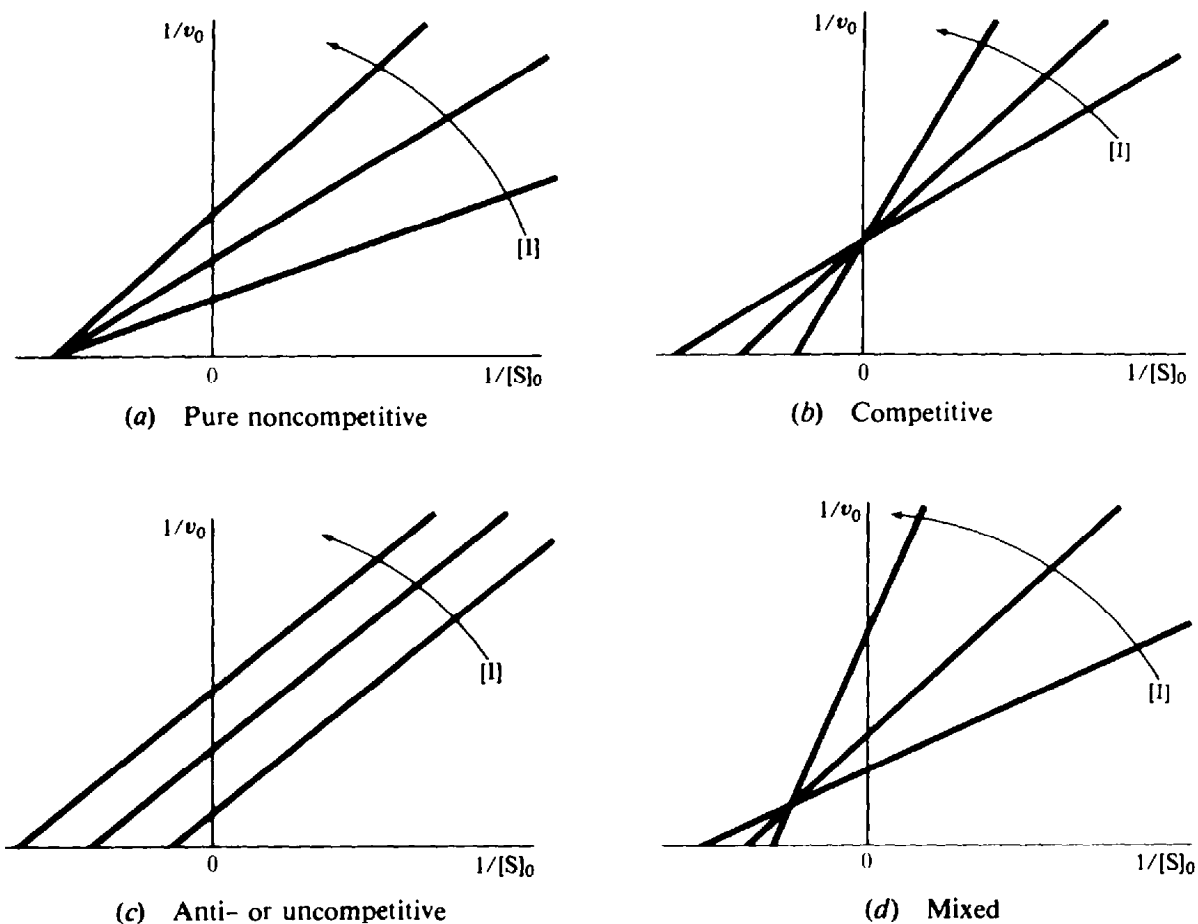 1/v₀
[I]
0
1/[S]₀
(a) Pure noncompetitive
1/v₀
[I]
0
1/[S]₀
(b) Competitive
1/v₀
[I]
0
1/[S]₀
(c) Anti- or uncompetitive
1/v₀
[I]
0
1/[S]₀
(d) Mixed